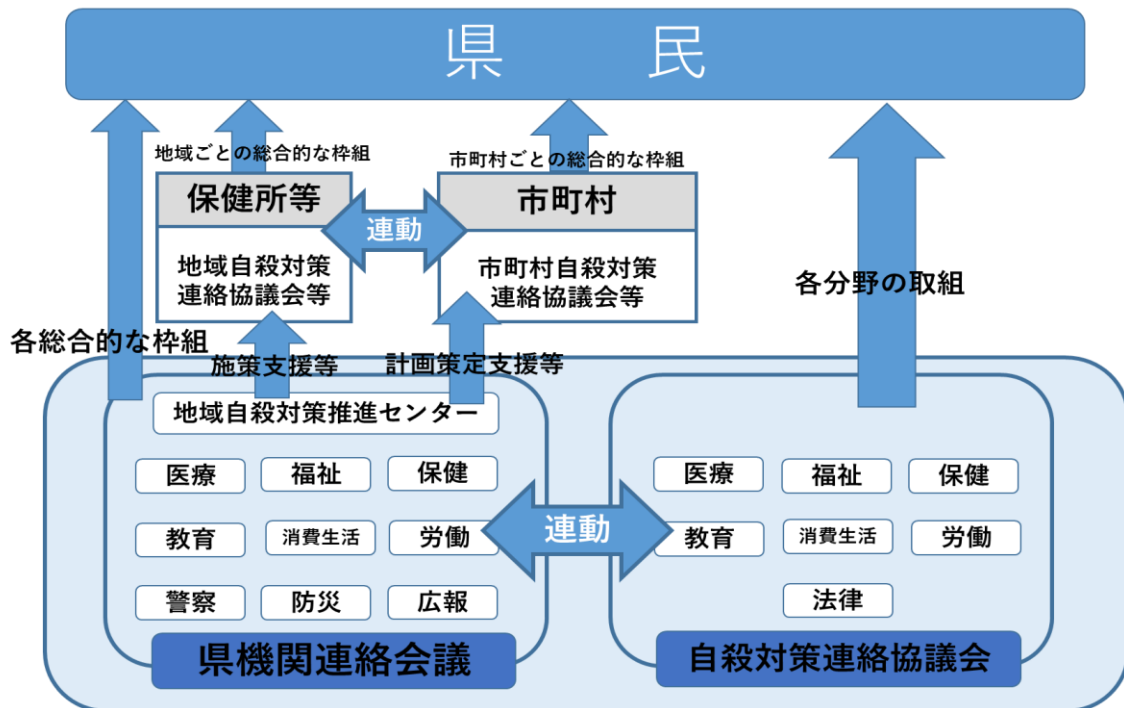 県　民
地域ごとの総合的な枠組
市町村ごとの総合的な枠組
保健所等
連動
市町村
地域自殺対策
連絡協議会等
市町村自殺対策
連絡協議会等
各分野の取組
各総合的な枠組
施策支援等
計画策定支援等
地域自殺対策推進センター
医療
福祉
保健
教育
消費生活
労働
警察
防災
広報
県機関連絡会議
連動
医療
福祉
保健
教育
消費生活
労働
法律
自殺対策連絡協議会